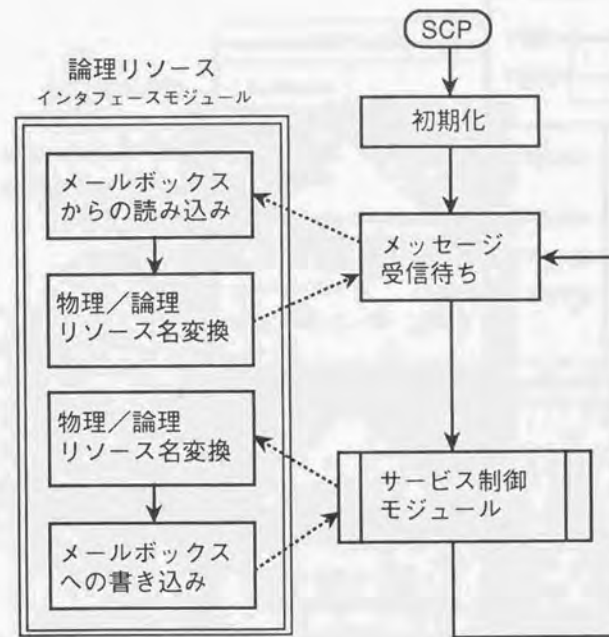 SCP
初期化
メッセージ
受信待ち
サービス制御
モジュール
論理リソース
インタフェースモジュール
メールボックス
からの読み込み
物理／論理
リソース名変換
物理／論理
リソース名変換
メールボックス
への書き込み